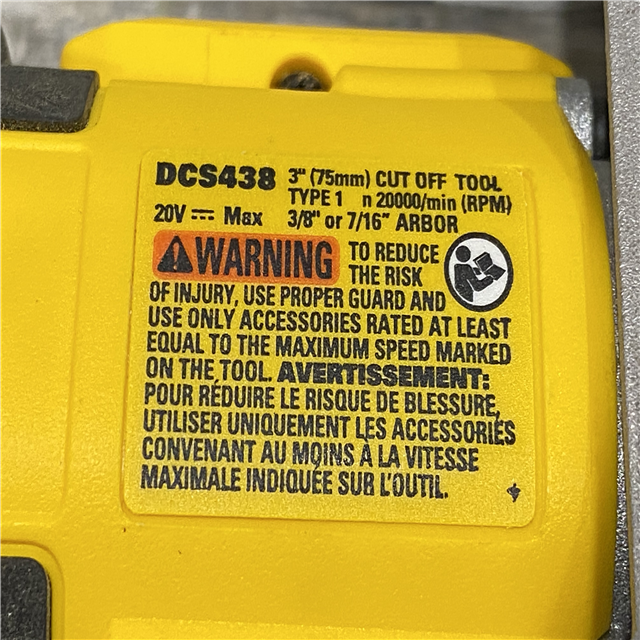 DCS438 3" (75mm) CUT OFF TOOL
TYPE 1 n 20000/min (RPM)
20V ⎓ Max 3/8" or 7/16" ARBOR
WARNING TO REDUCE
THE RISK
OF INJURY, USE PROPER GUARD AND
USE ONLY ACCESSORIES RATED AT LEAST
EQUAL TO THE MAXIMUM SPEED MARKED
ON THE TOOL. AVERTISSEMENT:
POUR RÉDUIRE LE RISQUE DE BLESSURE,
UTILISER UNIQUEMENT LES ACCESSORIES
CONVENANT AU MOINS À LA VITESSE
MAXIMALE INDIQUÉE SUR L'OUTIL.